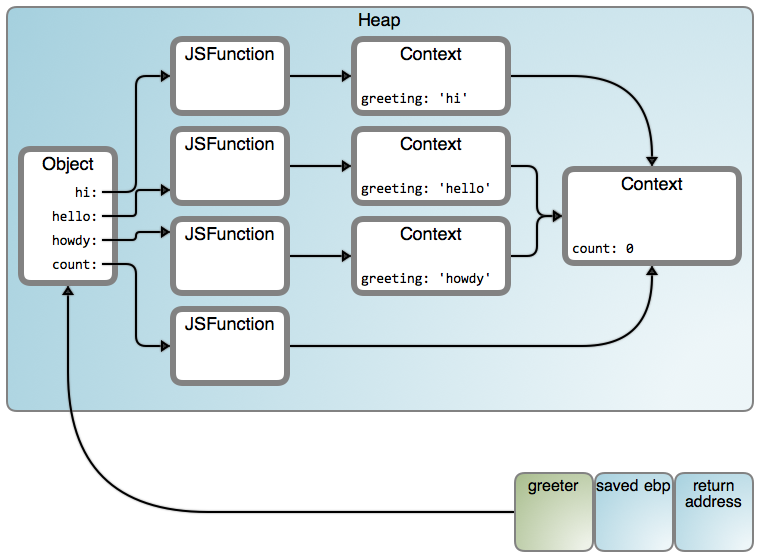 Heap
JSFunction
Context
greeting: 'hi'
JSFunction
Context
greeting: 'hello'
Object
hi:
hello:
howdy:
count:
JSFunction
Context
greeting: 'howdy'
Context
count: 0
JSFunction
greeter
saved ebp
return
address